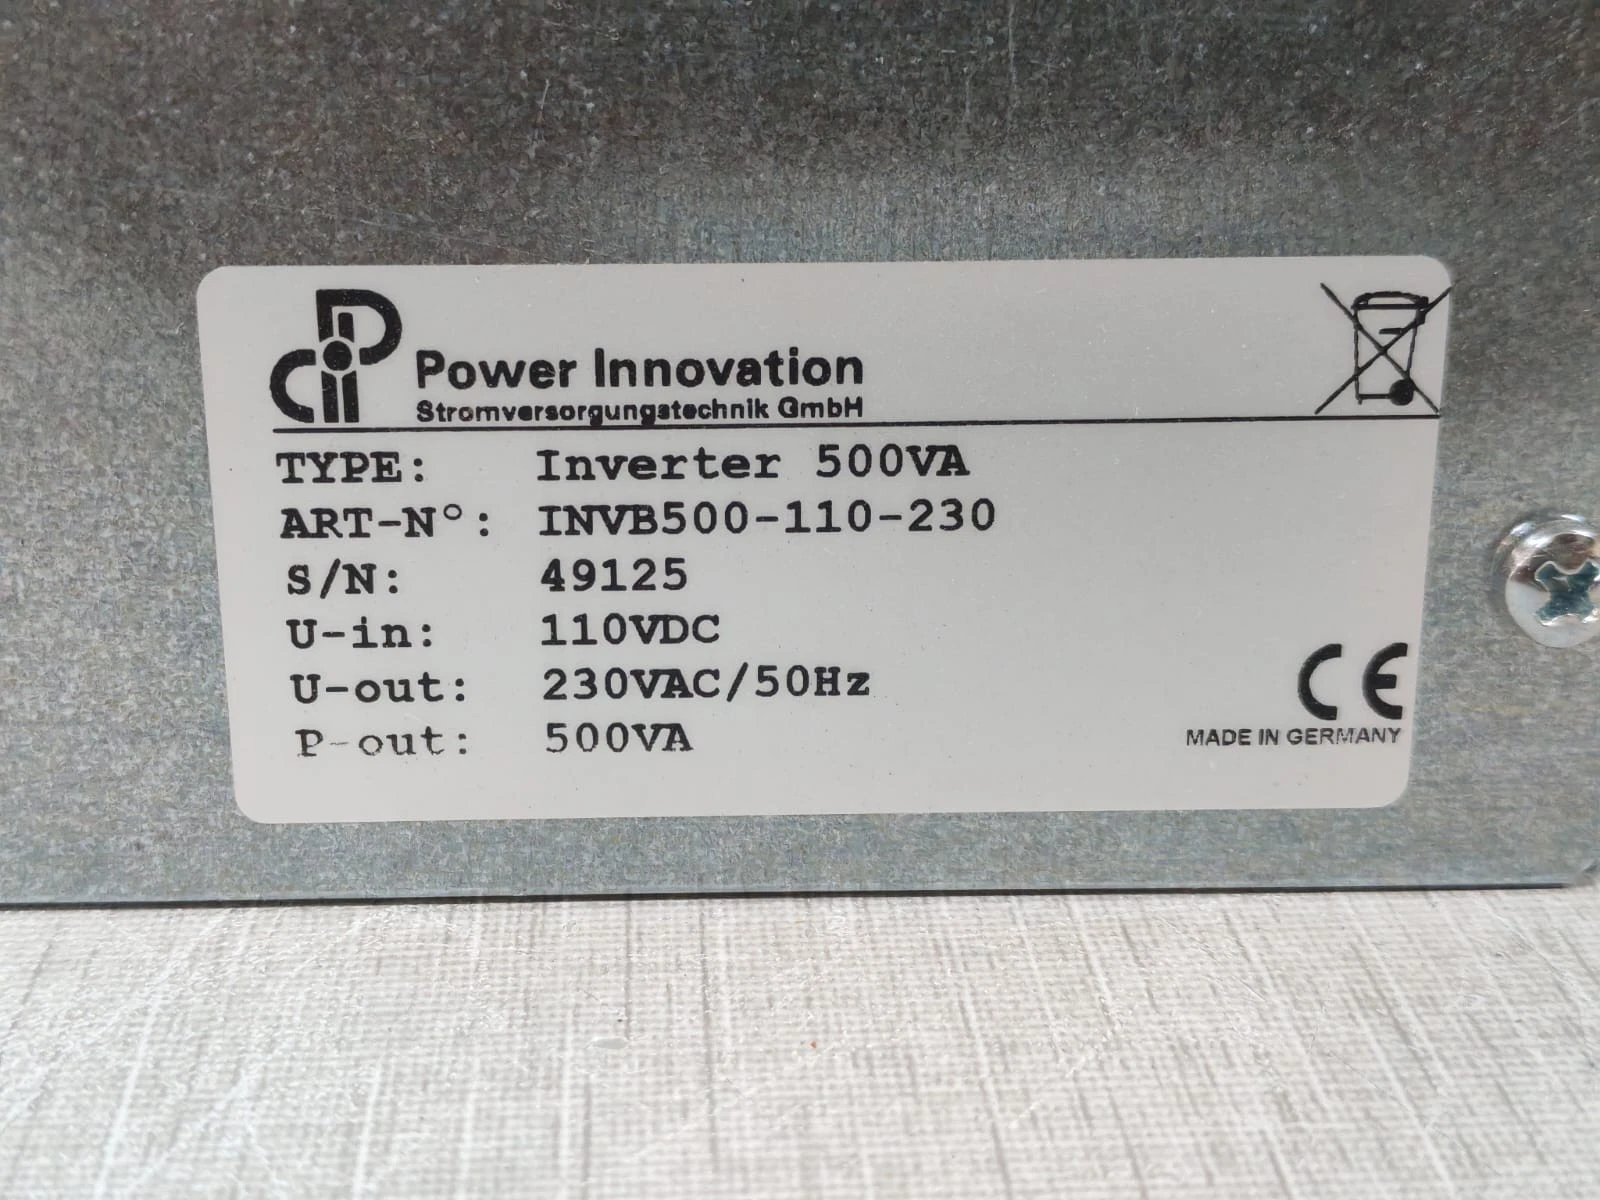 Power Innovation
Stromversorgungstechnik GmbH
TYPE: Inverter 500VA
ART-N°: INVB500-110-230
S/N: 49125
U-in: 110VDC
U-out: 230VAC/50Hz
P-out: 500VA
CE
MADE IN GERMANY